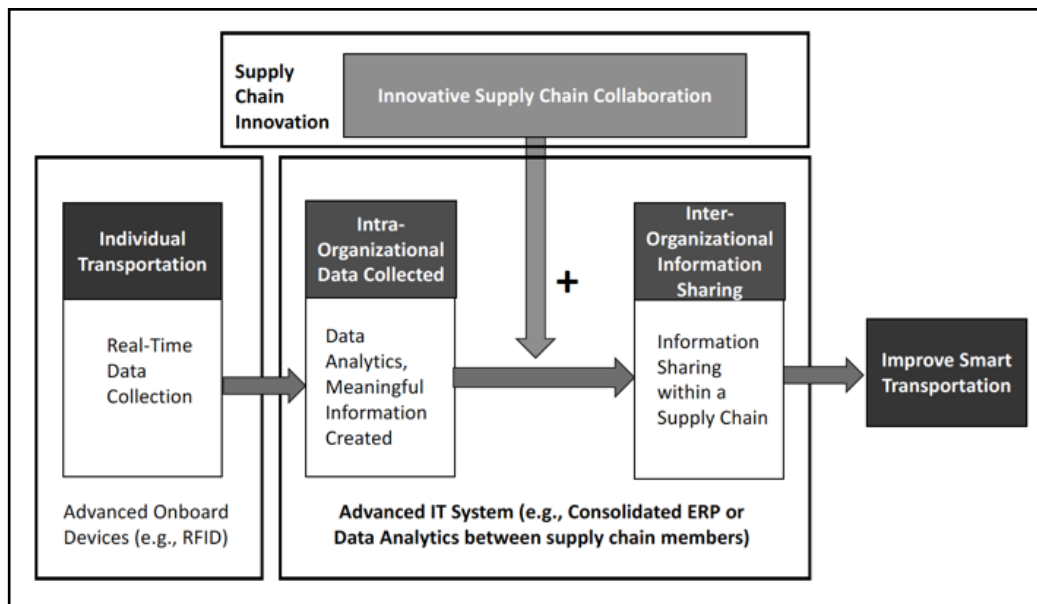 Supply
Chain
Innovation
Innovative Supply Chain Collaboration
Individual
Transportation
Real-Time
Data
Collection
Advanced Onboard
Devices (e.g., RFID)
Intra-
Organizational
Data Collected
Data
Analytics,
Meaningful
Information
Created
+
Inter-
Organizational
Information
Sharing
Information
Sharing
within a
Supply Chain
Advanced IT System (e.g., Consolidated ERP or
Data Analytics between supply chain members)
Improve Smart
Transportation